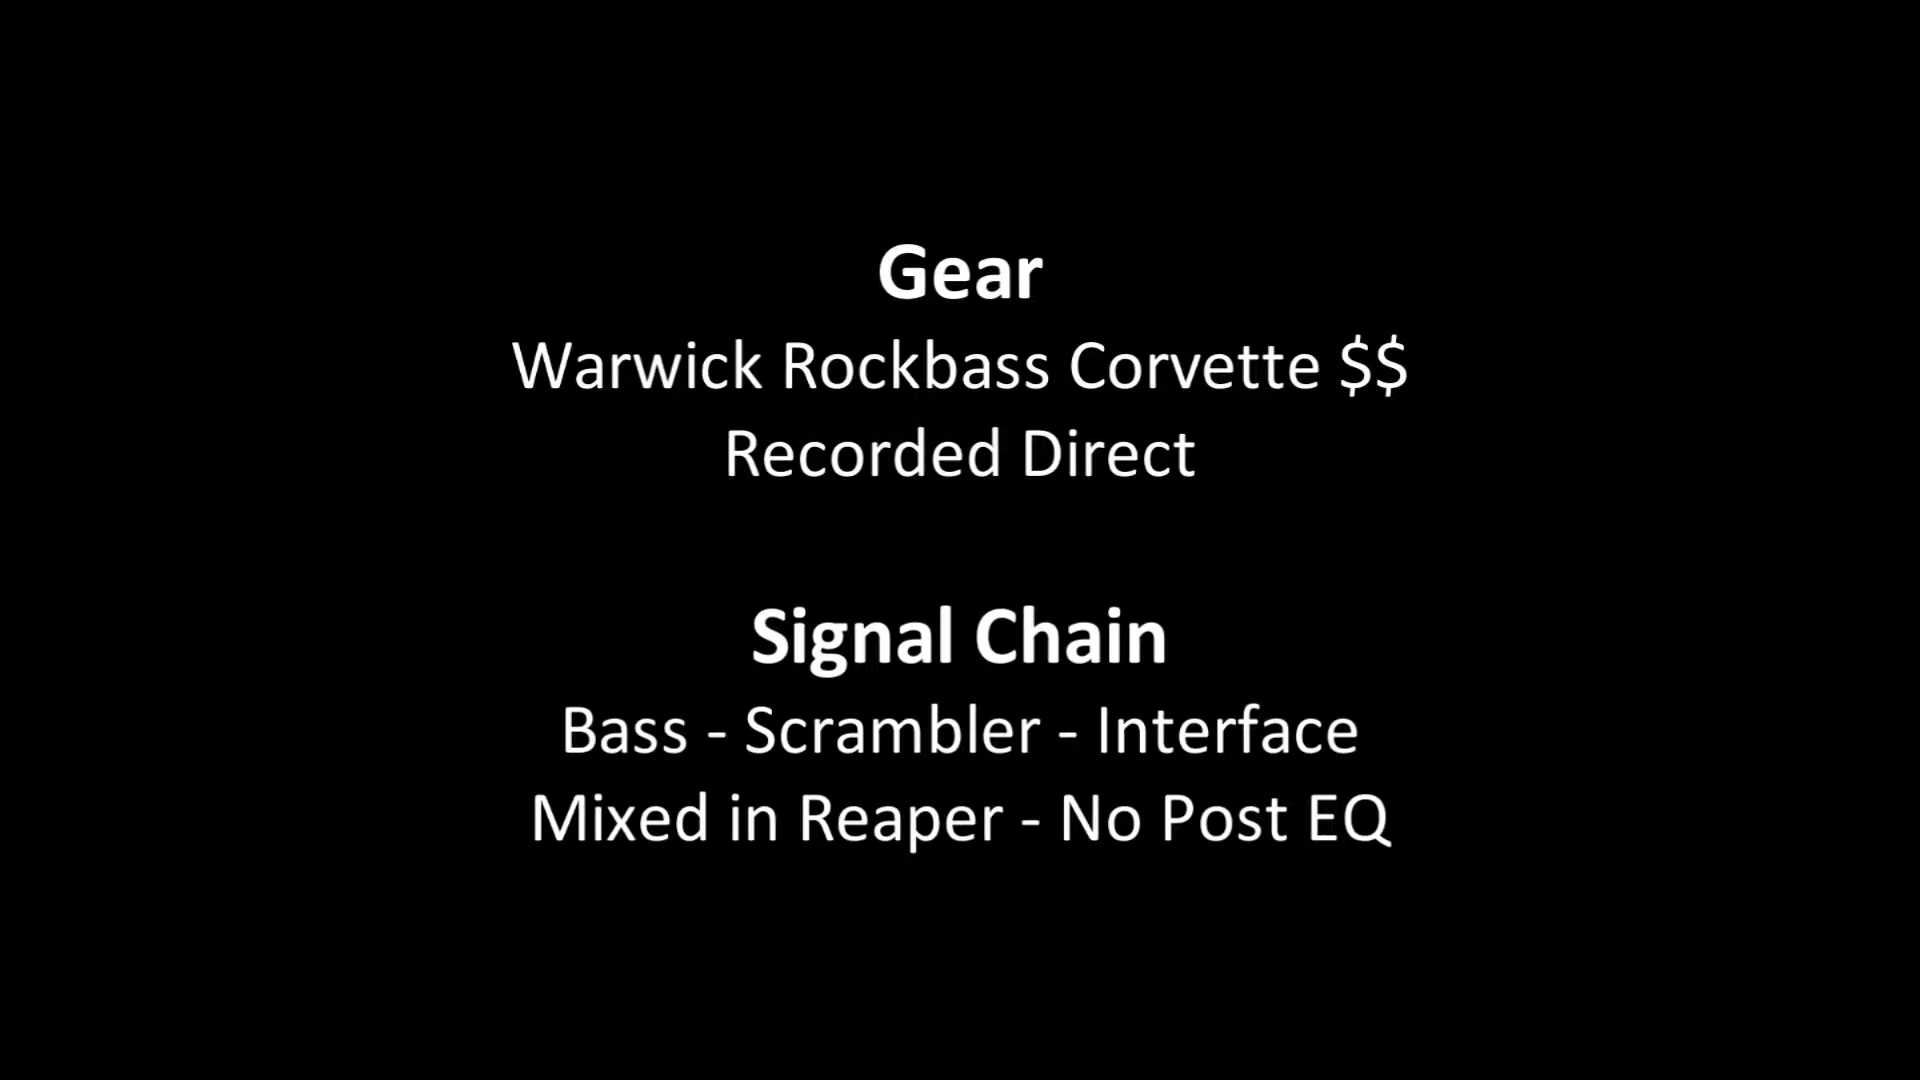 Gear
Warwick Rockbass Corvette $$
Recorded Direct
Signal Chain
Bass - Scrambler - Interface
Mixed in Reaper - No Post EQ